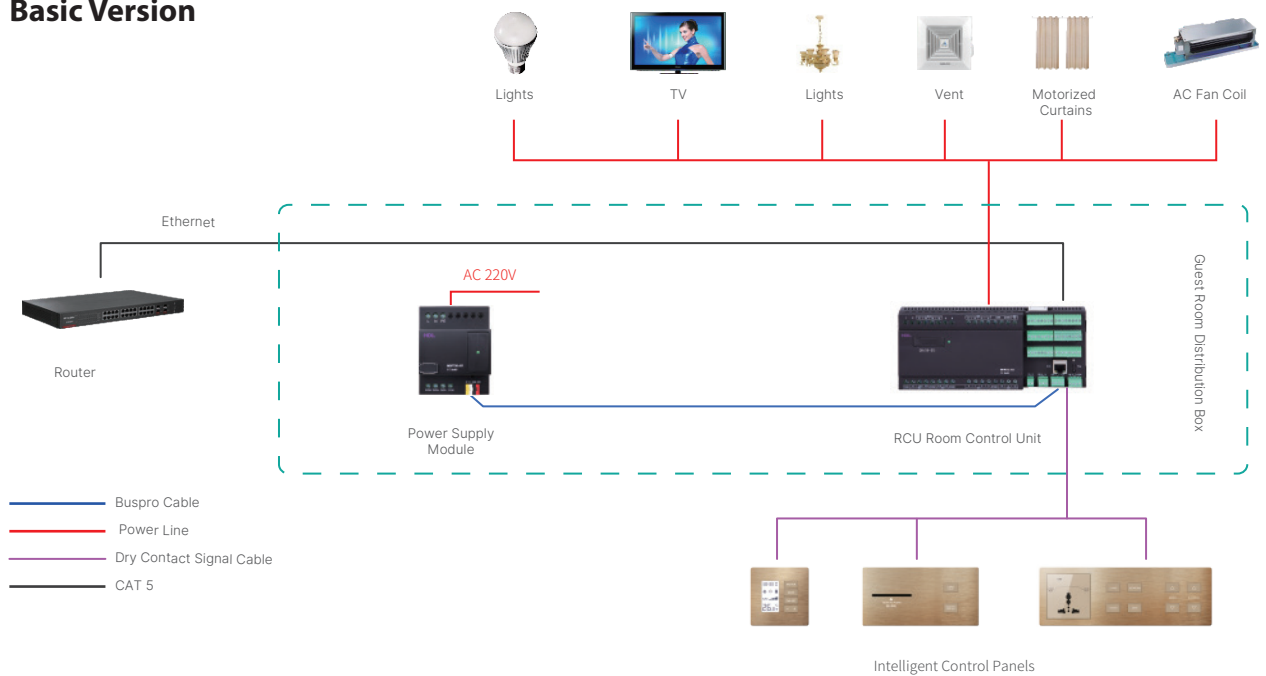 Basic Version
Lights
TV
Lights
Vent
Motorized
Curtains
AC Fan Coil
Ethernet
AC 220V
Router
Power Supply
Module
RCU Room Control Unit
Guest Room Distribution Box
Buspro Cable
Power Line
Dry Contact Signal Cable
CAT 5
Intelligent Control Panels